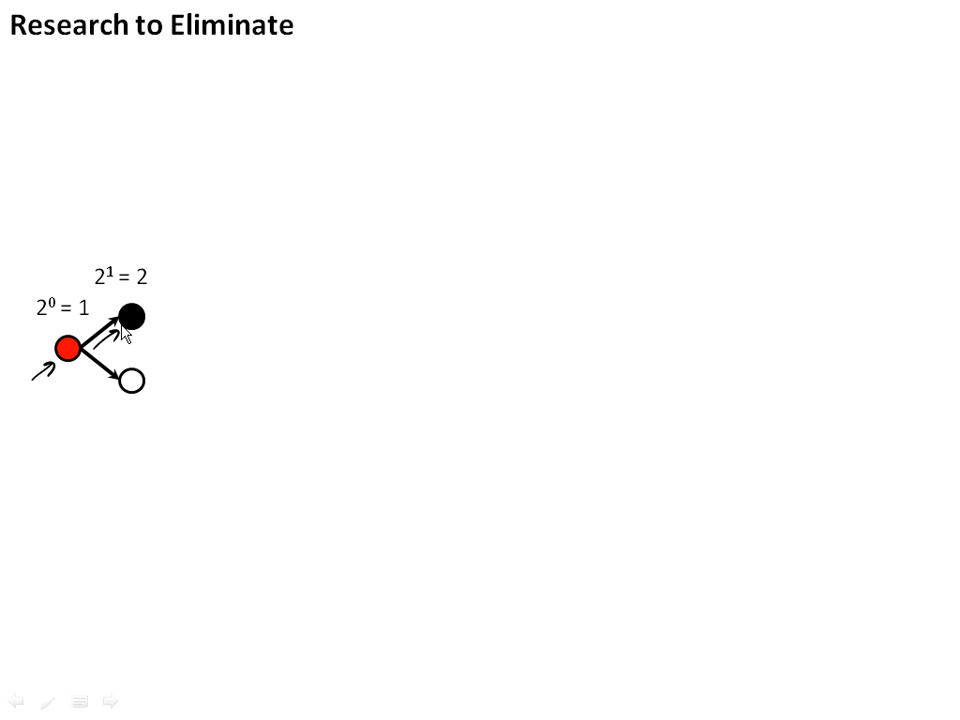 Research to Eliminate
2¹ = 2
2⁰ = 1